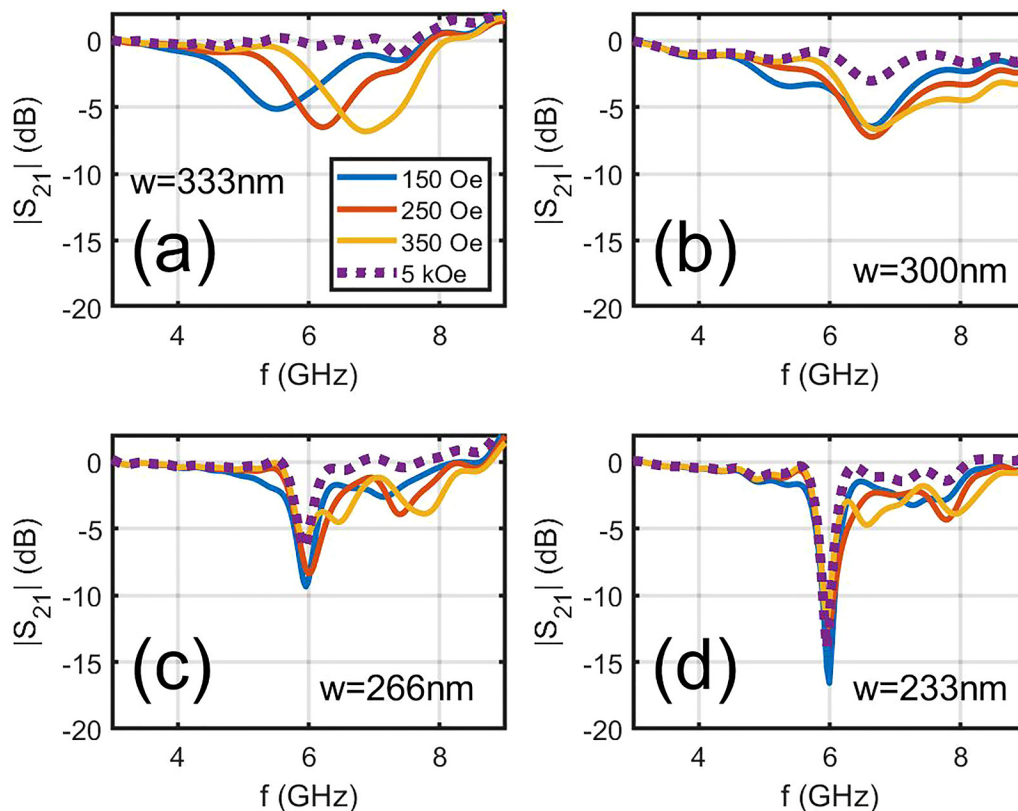 0
-5
-10
-15
-20
|S21| (dB)
4 6 8
f (GHz)
w=333nm
(a)
150 Oe
250 Oe
350 Oe
5 kOe
0
-5
-10
-15
-20
|S21| (dB)
4 6 8
f (GHz)
(b)
w=300nm
0
-5
-10
-15
-20
|S21| (dB)
4 6 8
f (GHz)
(c)
w=266nm
0
-5
-10
-15
-20
|S21| (dB)
4 6 8
f (GHz)
(d)
w=233nm